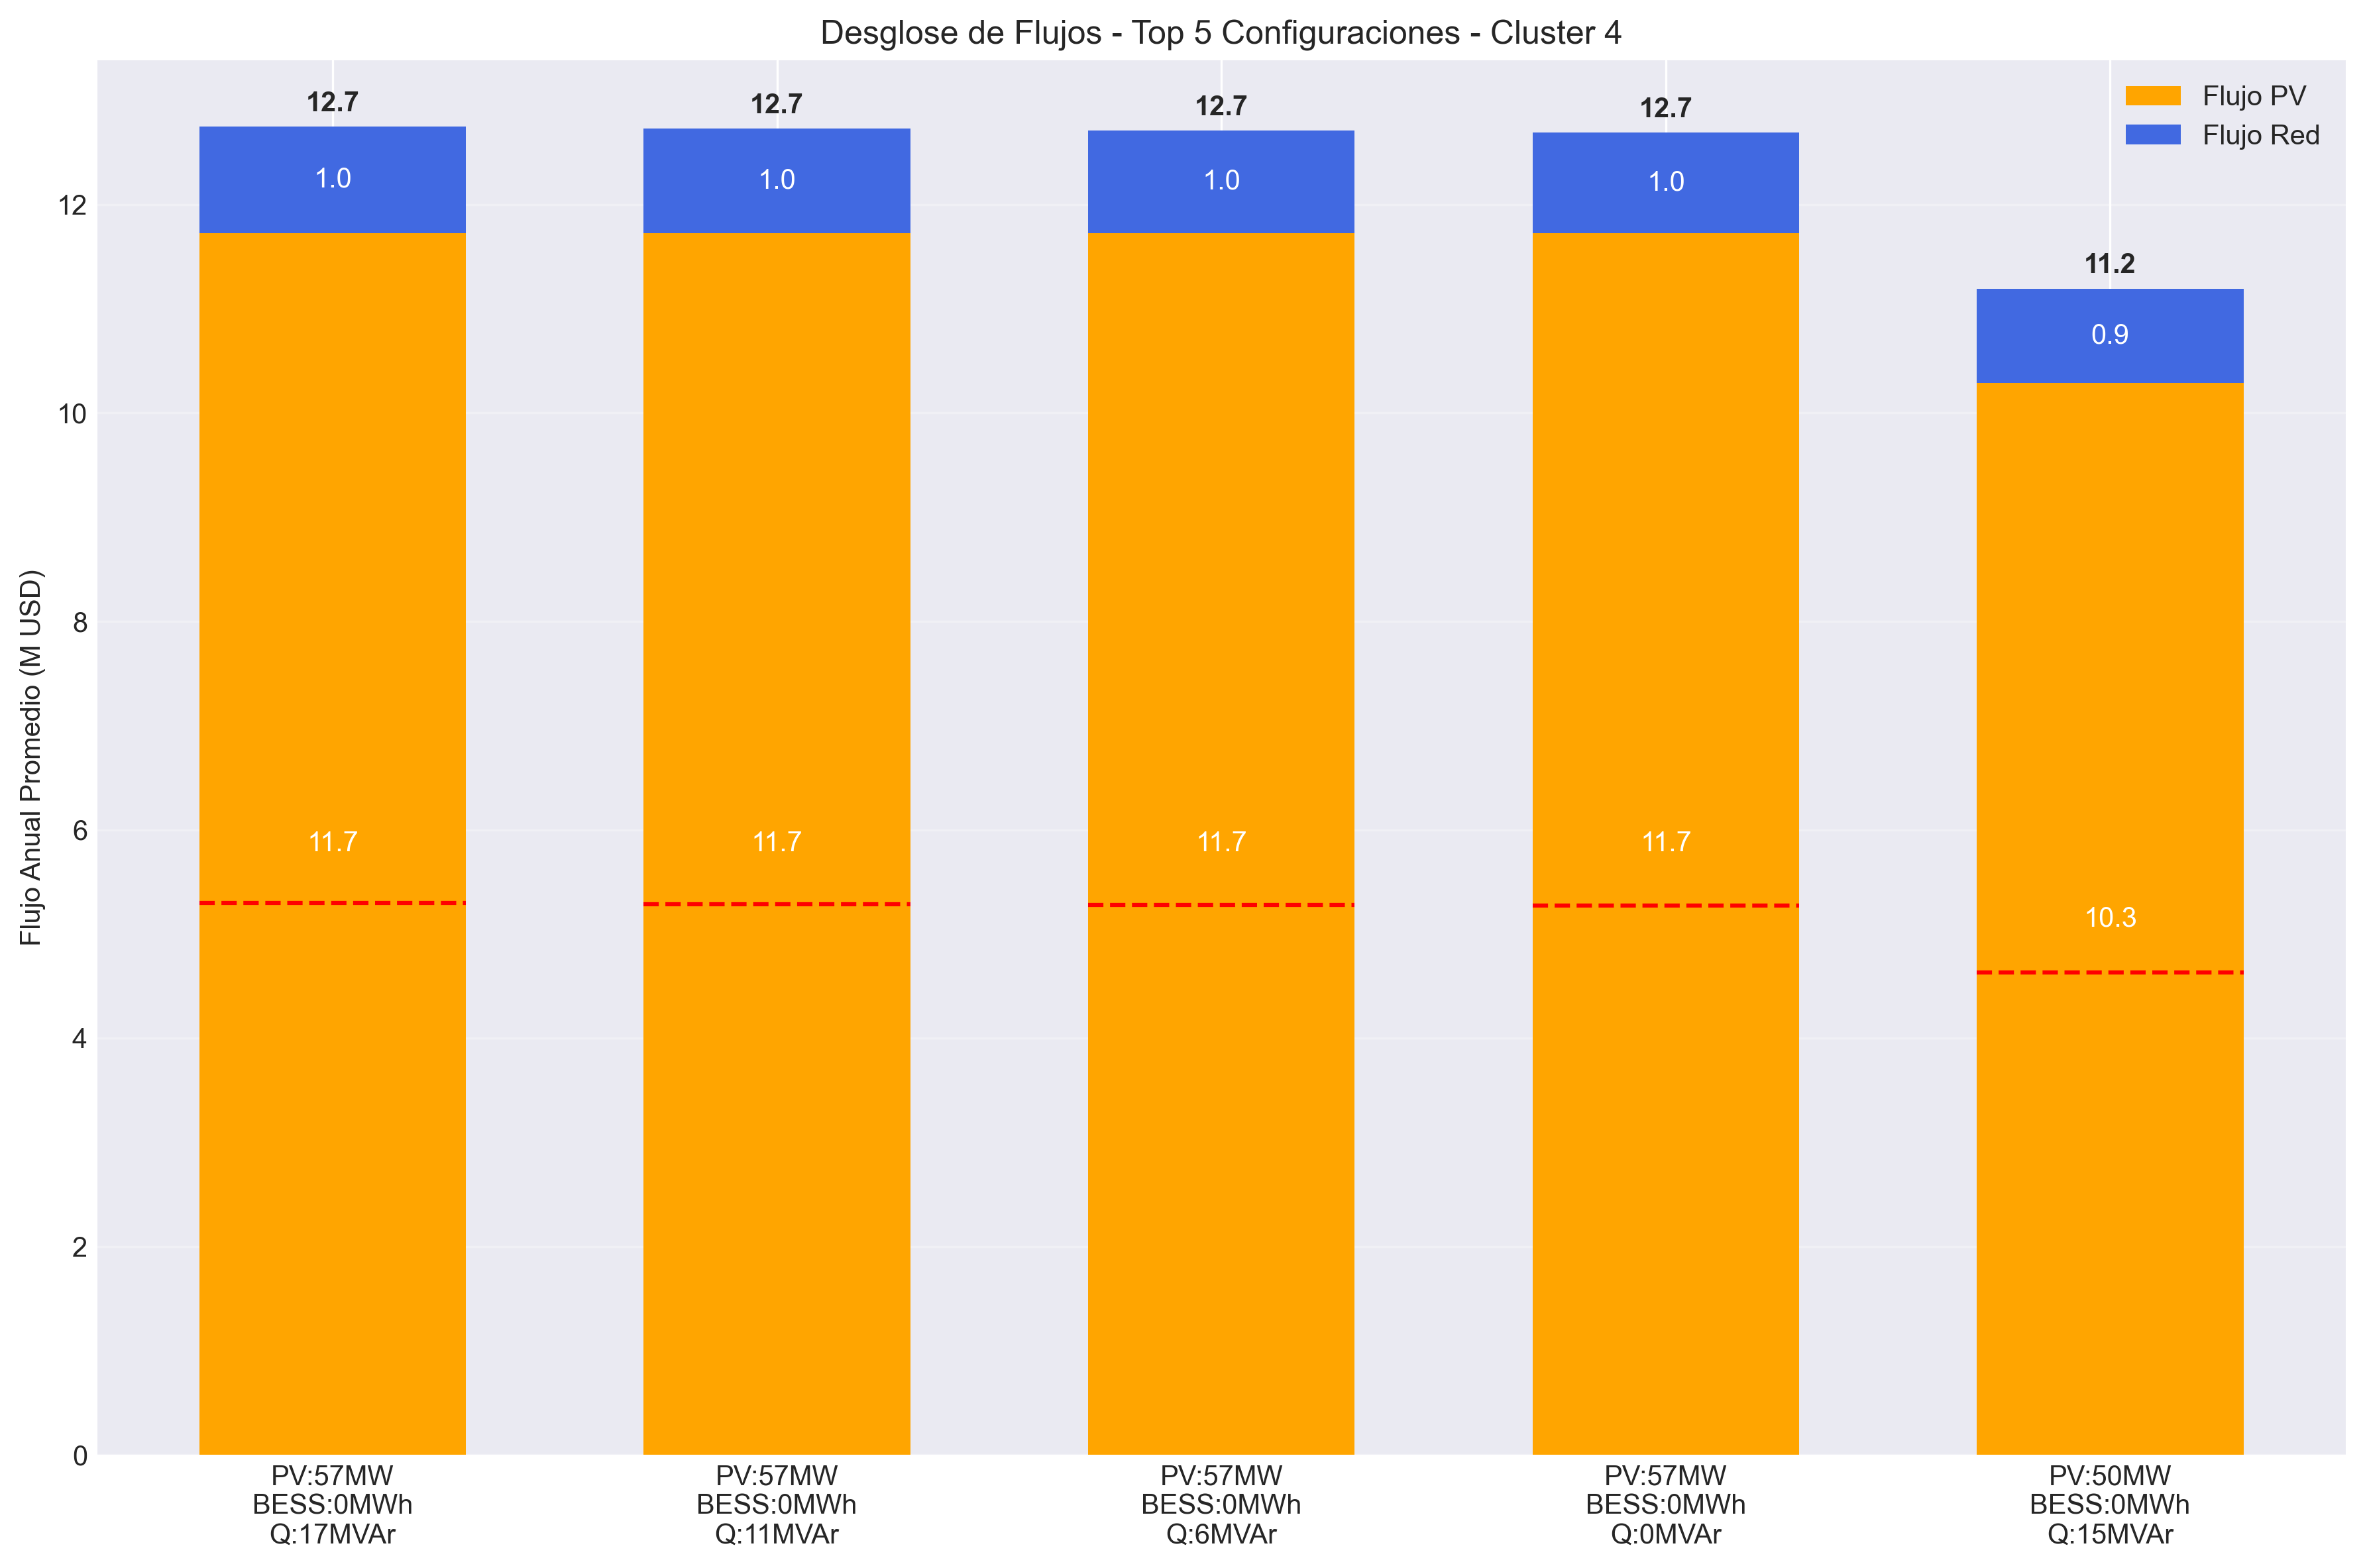 Desglose de Flujos - Top 5 Configuraciones - Cluster 4
Flujo PV
Flujo Red
Flujo Anual Promedio (M USD)
12
10
8
6
4
2
0
12.7
12.7
12.7
12.7
11.2
1.0
1.0
1.0
1.0
0.9
11.7
11.7
11.7
11.7
10.3
PV:57MW
BESS:0MWh
Q:17MVAr
PV:57MW
BESS:0MWh
Q:11MVAr
PV:57MW
BESS:0MWh
Q:6MVAr
PV:57MW
BESS:0MWh
Q:0MVAr
PV:50MW
BESS:0MWh
Q:15MVAr